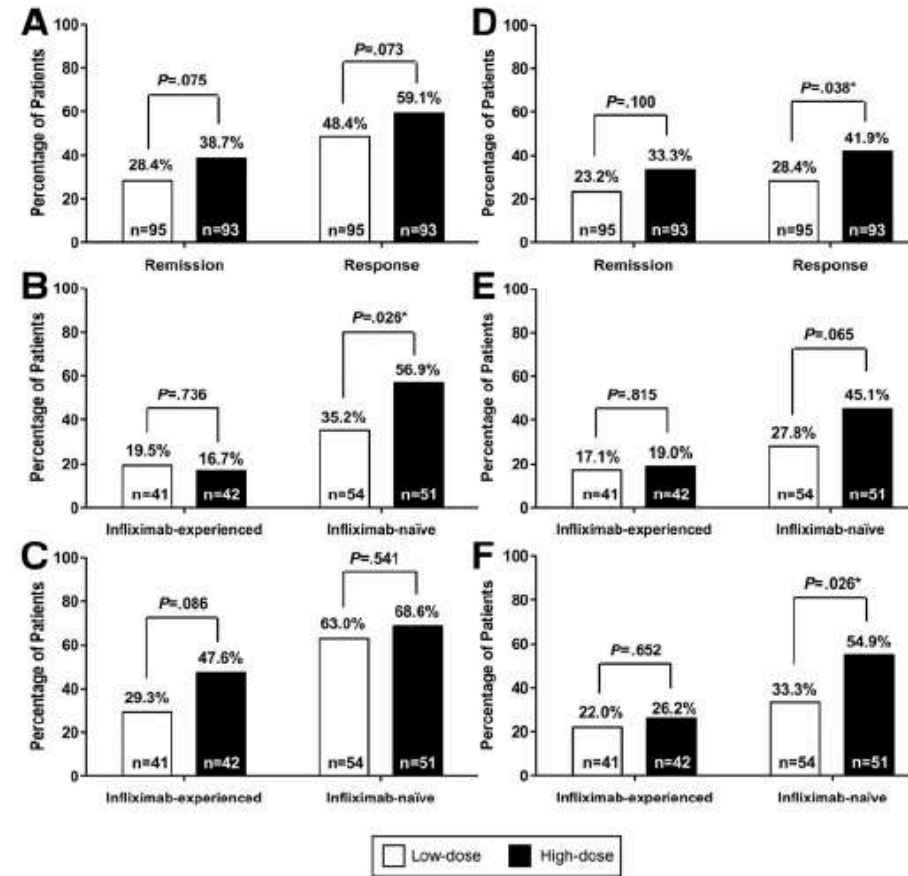 A
Percentage of Patients
100
80
60
40
20
0
P=.075
28.4%
38.7%
n=95
n=93
P=.073
48.4%
59.1%
n=95
n=93
Remission
Response
D
Percentage of Patients
100
80
60
40
20
0
P=.100
23.2%
33.3%
n=95
n=93
P=.038*
28.4%
41.9%
n=95
n=93
Remission
Response
B
Percentage of Patients
100
80
60
40
20
0
P=.736
19.5%
16.7%
n=41
n=42
P=.026*
35.2%
56.9%
n=54
n=51
Infliximab-experienced
Infliximab-naïve
E
Percentage of Patients
100
80
60
40
20
0
P=.815
17.1%
19.0%
n=41
n=42
P=.065
27.8%
45.1%
n=54
n=51
Infliximab-experienced
Infliximab-naïve
C
Percentage of Patients
100
80
60
40
20
0
P=.086
29.3%
47.6%
n=41
n=42
P=.541
63.0%
68.6%
n=54
n=51
Infliximab-experienced
Infliximab-naïve
F
Percentage of Patients
100
80
60
40
20
0
P=.652
22.0%
26.2%
n=41
n=42
P=.026*
33.3%
54.9%
n=54
n=51
Infliximab-experienced
Infliximab-naïve
Low-dose
High-dose